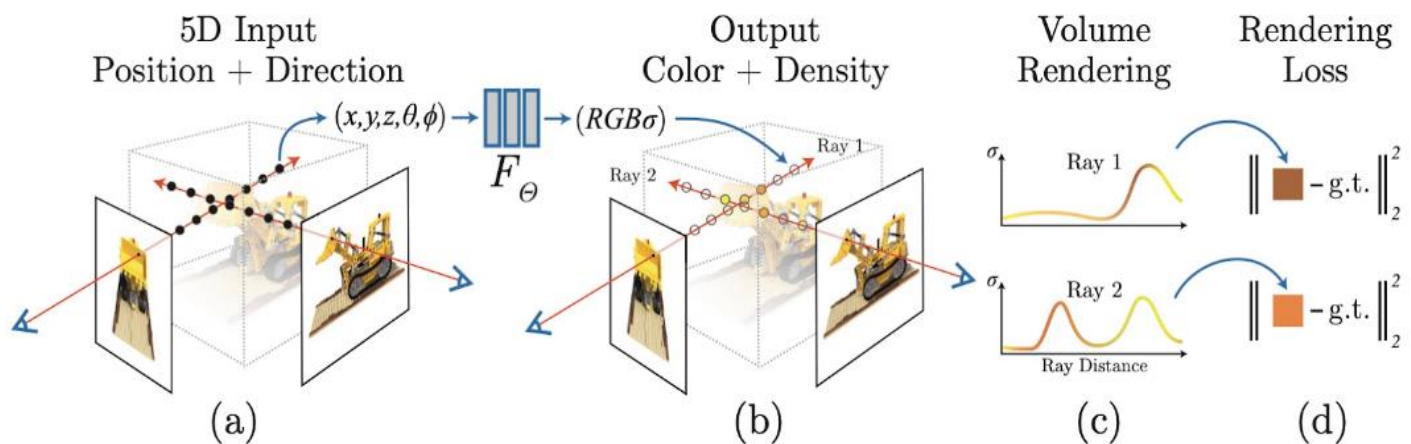 5D Input
Position + Direction
Output
Color + Density
Volume
Rendering
Rendering
Loss
(x,y,z,θ,ϕ)
F_Θ
(RGBσ)
Ray 1
Ray 2
σ
Ray 1
‖ – g.t. ‖²₂
σ
Ray 2
Ray Distance
‖ – g.t. ‖²₂
(a)
(b)
(c)
(d)